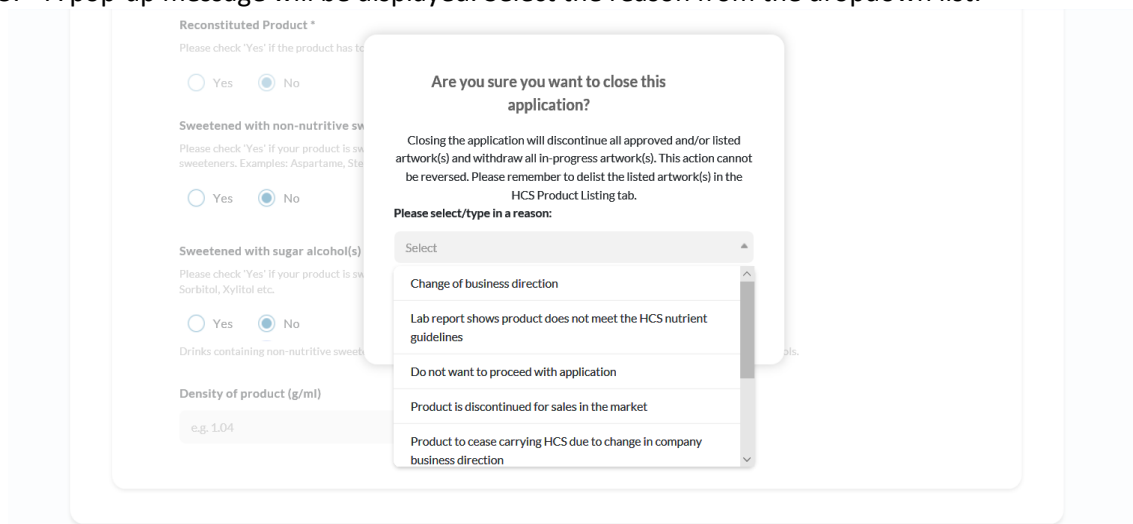 A pop-up message will be displayed. Select the reason from the dropdown list.
Reconstituted Product *
Please check 'Yes' if the product has to
Yes No
Sweetened with non-nutritive sw
Please check 'Yes' if your product is sw
sweeteners. Examples: Aspartame, Ste
Yes No
Sweetened with sugar alcohol(s)
Please check 'Yes' if your product is sw
Sorbitol, Xylitol etc.
Yes No
Drinks containing non-nutritive sweet
ols.
Density of product (g/ml)
e.g. 1.04
Are you sure you want to close this
application?
Closing the application will discontinue all approved and/or listed
artwork(s) and withdraw all in-progress artwork(s). This action cannot
be reversed. Please remember to delist the listed artwork(s) in the
HCS Product Listing tab.
Please select/type in a reason:
Select
Change of business direction
Lab report shows product does not meet the HCS nutrient
guidelines
Do not want to proceed with application
Product is discontinued for sales in the market
Product to cease carrying HCS due to change in company
business direction